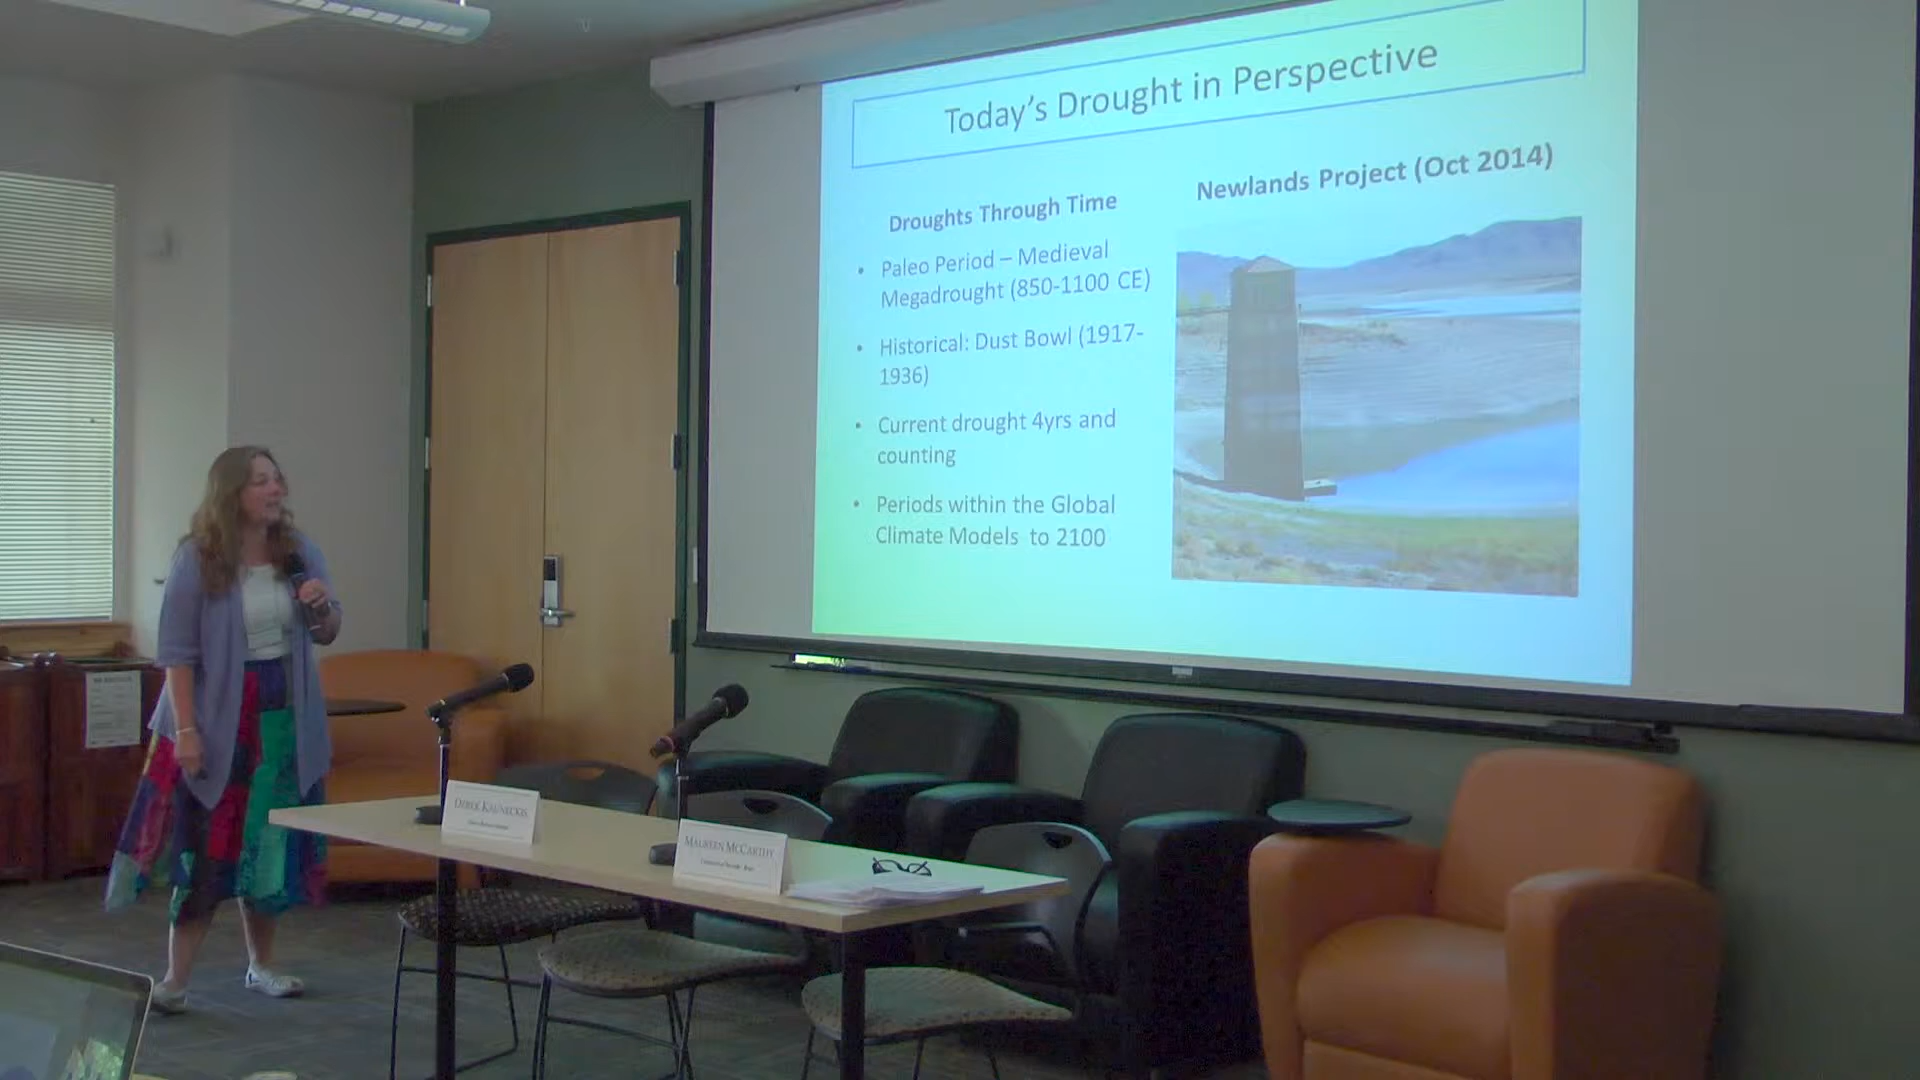 Today's Drought in Perspective
Droughts Through Time
• Paleo Period – Medieval
Megadrought (850-1100 CE)
• Historical: Dust Bowl (1917-
1936)
• Current drought 4yrs and
counting
• Periods within the Global
Climate Models to 2100
Newlands Project (Oct 2014)
DEREK KAUNECKIS
MAUREEN MCCARTHY